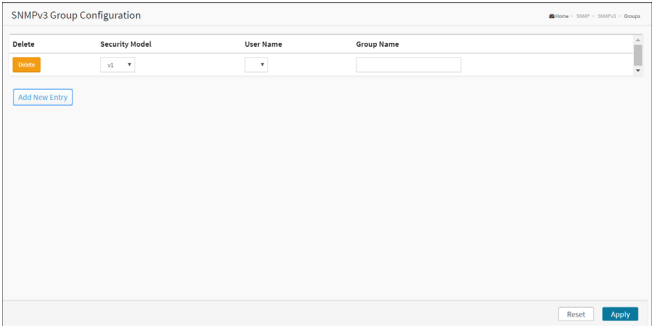 SNMPv3 Group Configuration
Home > SNMP > SNMPv3 > Groups
Delete Security Model User Name Group Name
Delete v1
Add New Entry
Reset Apply